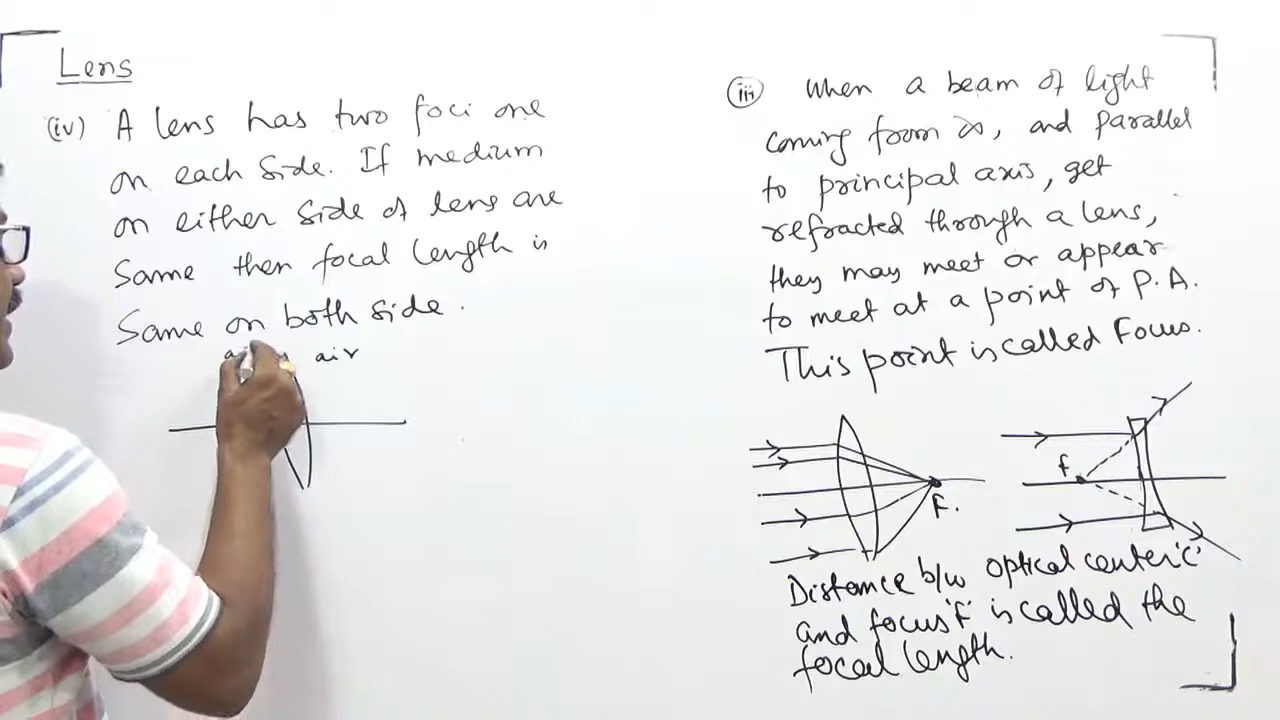 Lens
(iv) A lens has two foci one
on each side. If medium
on either side of lens are
Same then focal length is
Same on both side.
air
(iii) When a beam of light
coming from ∞, and parallel
to principal axis, get
refracted through a lens,
they may meet or appear
to meet at a point of P.A.
This point is called Focus.
F.
f
Distance b/w optical center 'C'
and focus 'F' is called the
focal length.